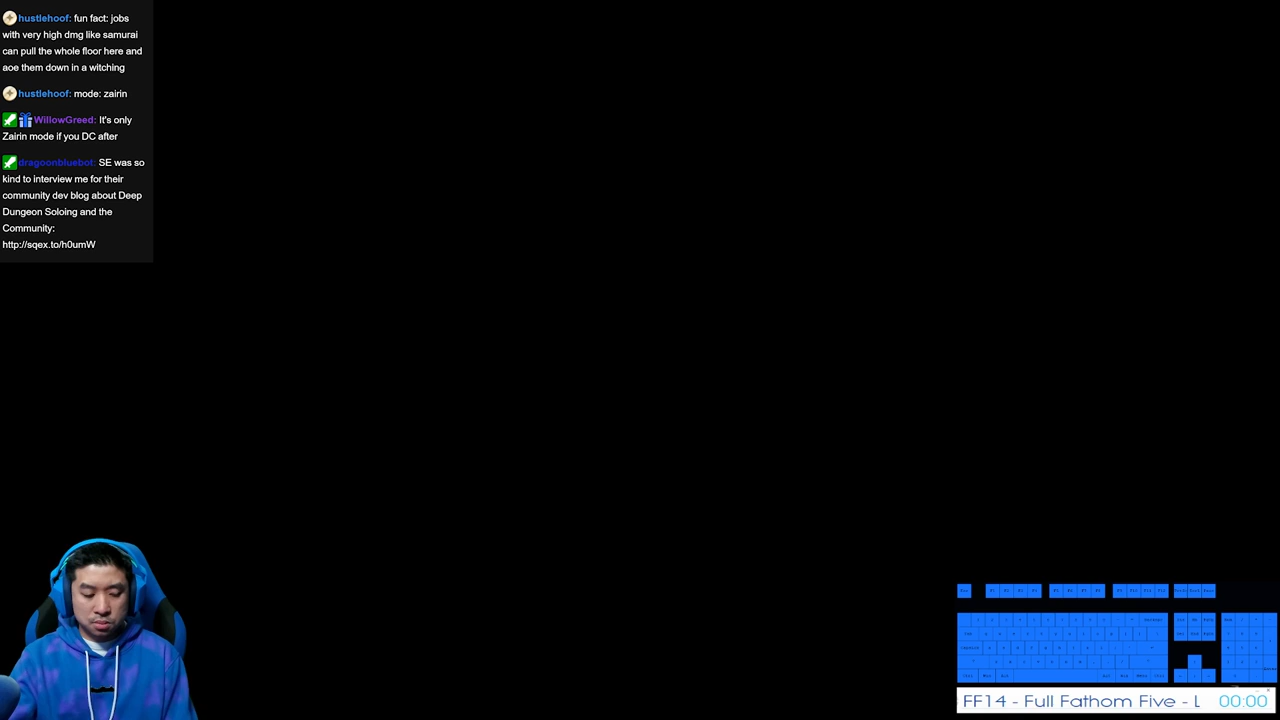 hustlehoof: fun fact: jobs
with very high dmg like samurai
can pull the whole floor here and
aoe them down in a witching
hustlehoof: mode: zairin
WillowGreed: It's only
Zairin mode if you DC after
dragoonbluebot: SE was so
kind to interview me for their
community dev blog about Deep
Dungeon Soloing and the
Community:
http://sqex.to/h0umW
FF14 - Full Fathom Five - L 00:00